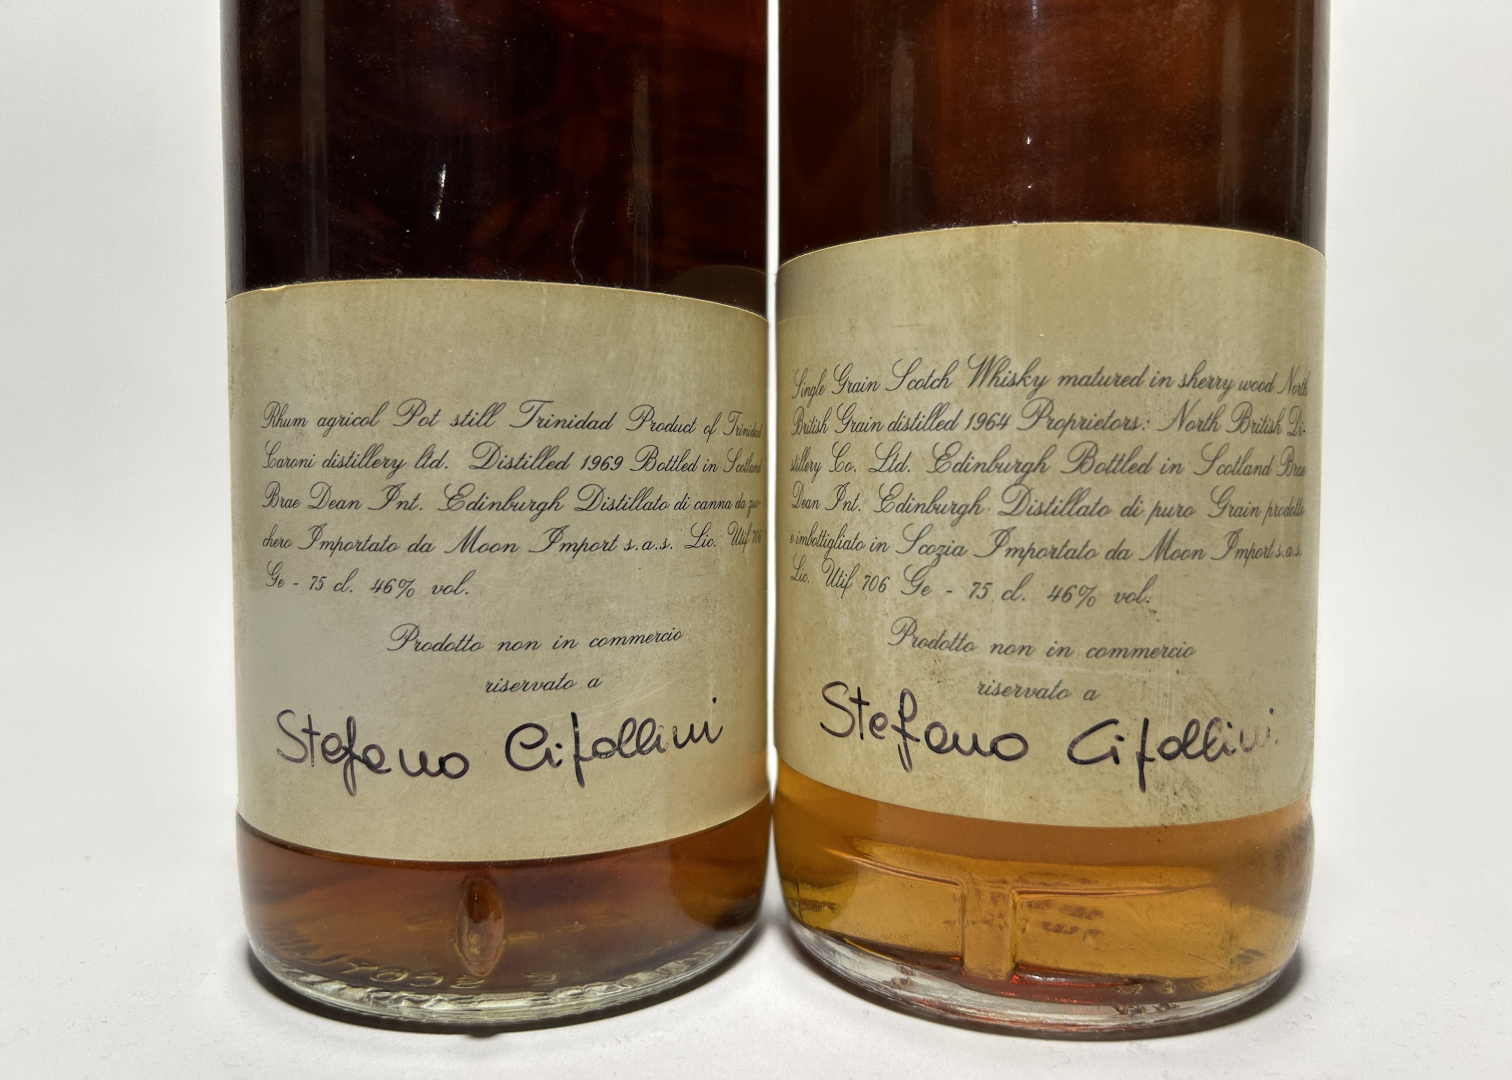 Rhum agricol Pot still Trinidad Product of Trinidad
Caroni distillery ltd. Distilled 1969 Bottled in Scotland
Brae Dean Int. Edinburgh Distillato di canna da zuc-
chero Importato da Moon Import s.a.s. Lic. Utif 706
Ge - 75 cl. 46% vol.
Prodotto non in commercio
riservato a
Stefano Cifollini
Single Grain Scotch Whisky matured in sherry wood North
British Grain distilled 1964 Proprietors: North British Di-
stillery Co. Ltd. Edinburgh Bottled in Scotland Brae
Dean Int. Edinburgh Distillato di puro Grain prodotto
e imbottigliato in Scozia Importato da Moon Import s.a.s.
Lic. Utif 706 Ge - 75 cl. 46% vol.
Prodotto non in commercio
riservato a
Stefano Cifollini